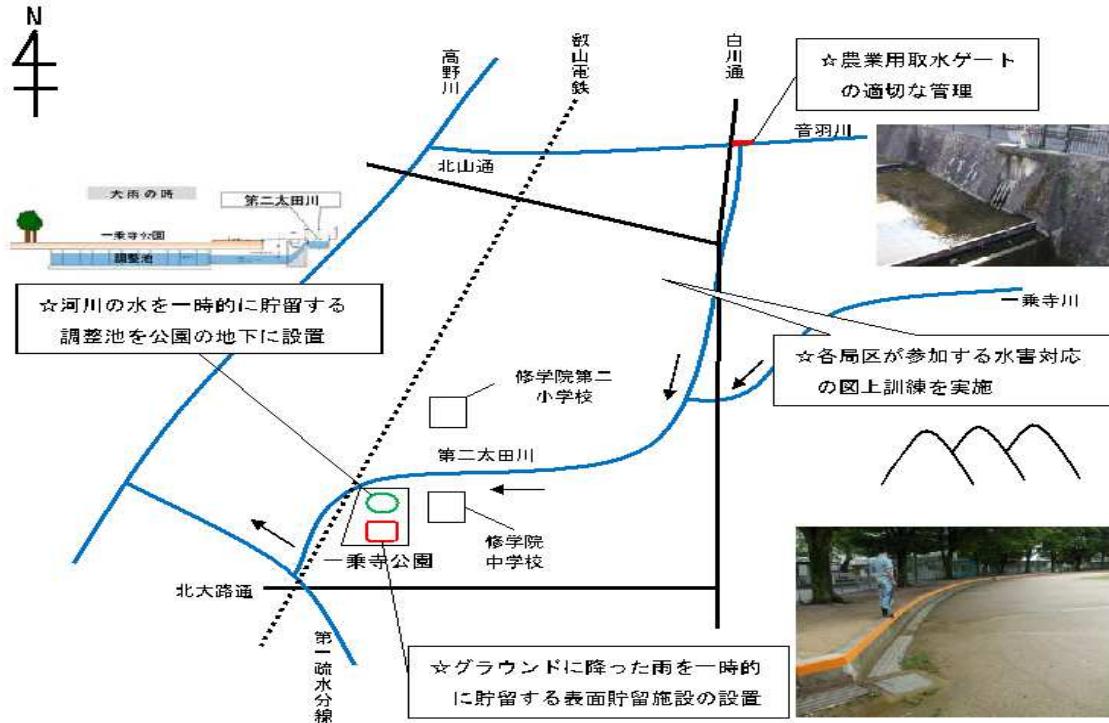 N
高野川
叡山電鉄
白川通
☆農業用取水ゲート
の適切な管理
音羽川
北山通
大雨の時
第二太田川
一乗寺公園
調整池
☆河川の水を一時的に貯留する
調整池を公園の地下に設置
一乗寺川
☆各局区が参加する水害対応
の図上訓練を実施
修学院第二
小学校
第二太田川
修学院
中学校
一乗寺公園
北大路通
第一疏水分線
☆グラウンドに降った雨を一時的
に貯留する表面貯留施設の設置